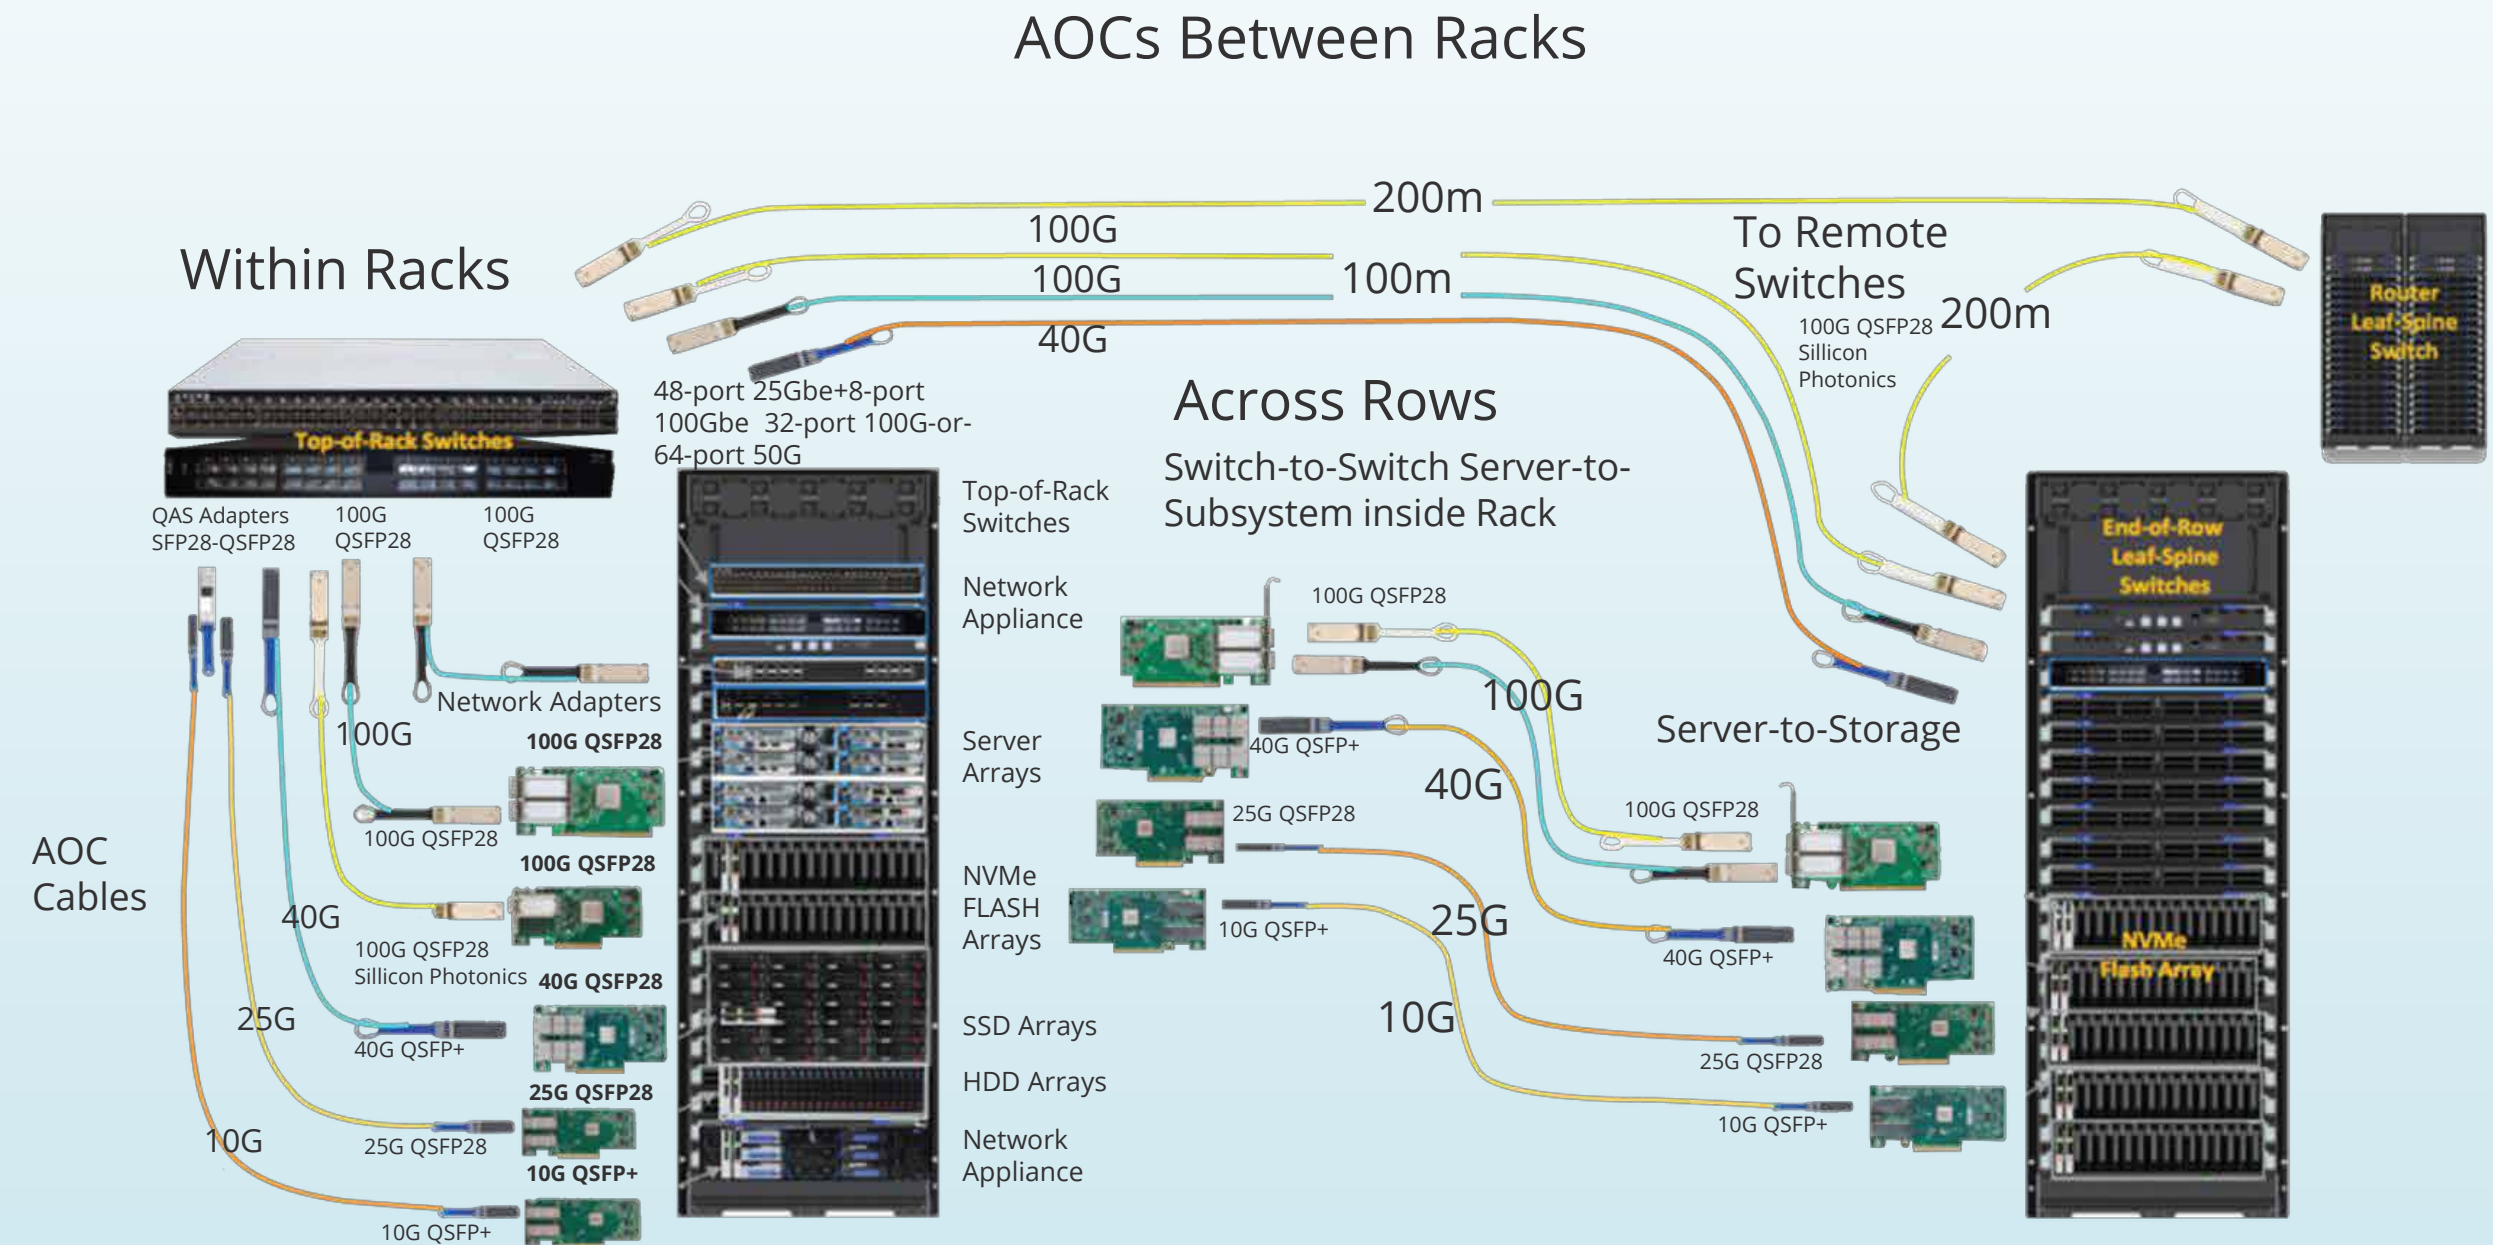 AOCs Between Racks
200m
100G
To Remote
Switches
Within Racks
100m
100G
100G QSFP28
Sillicon
Photonics
200m
Router
Leaf-Spine
Switch
40G
48-port 25Gbe+8-port
100Gbe 32-port 100G-or-
64-port 50G
Across Rows
Switch-to-Switch Server-to-
Subsystem inside Rack
Top-of-Rack Switches
QAS Adapters
SFP28-QSFP28
100G
QSFP28
100G
QSFP28
Top-of-Rack
Switches
Network
Appliance
Server
Arrays
NVMe
FLASH
Arrays
SSD Arrays
HDD Arrays
Network
Appliance
End-of-Row
Leaf-Spine
Switches
NVMe
Flash Array
Network Adapters
100G
100G QSFP28
100G QSFP28
100G QSFP28
AOC
Cables
40G
100G QSFP28
Sillicon Photonics
40G QSFP28
25G
40G QSFP+
25G QSFP28
10G
25G QSFP28
10G QSFP+
10G QSFP+
100G QSFP28
100G
40G QSFP+
Server-to-Storage
40G
25G QSFP28
100G QSFP28
25G
10G QSFP+
40G QSFP+
10G
25G QSFP28
10G QSFP+